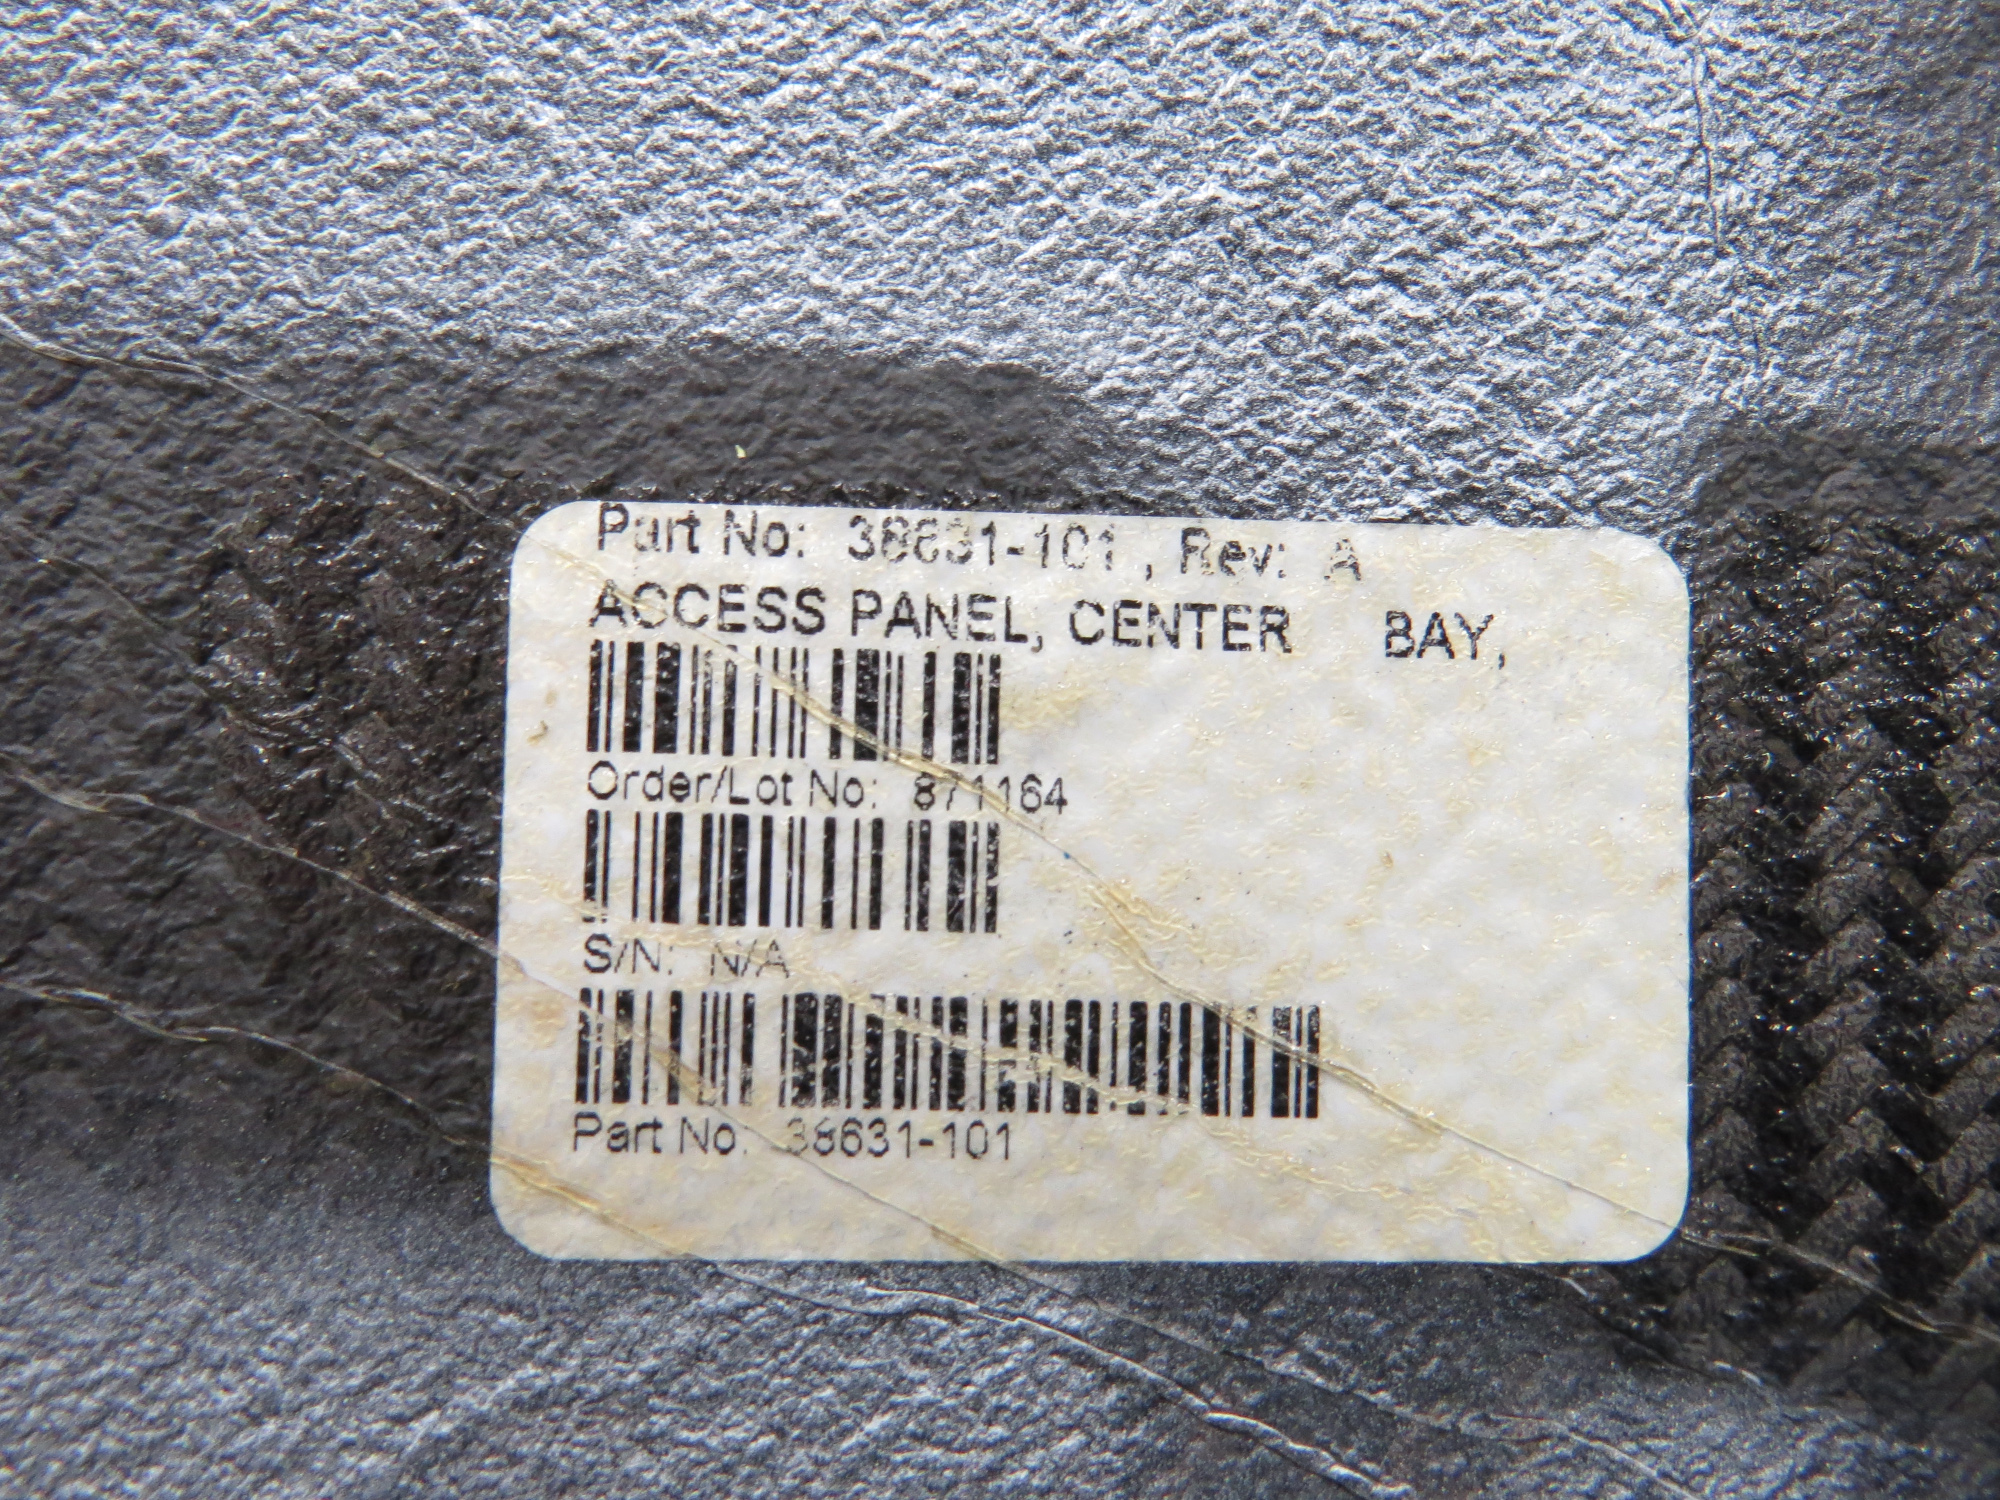 Part No: 38631-101 , Rev: A
ACCESS PANEL, CENTER BAY,
Order/Lot No: 871164
S/N: N/A
Part No: 38631-101